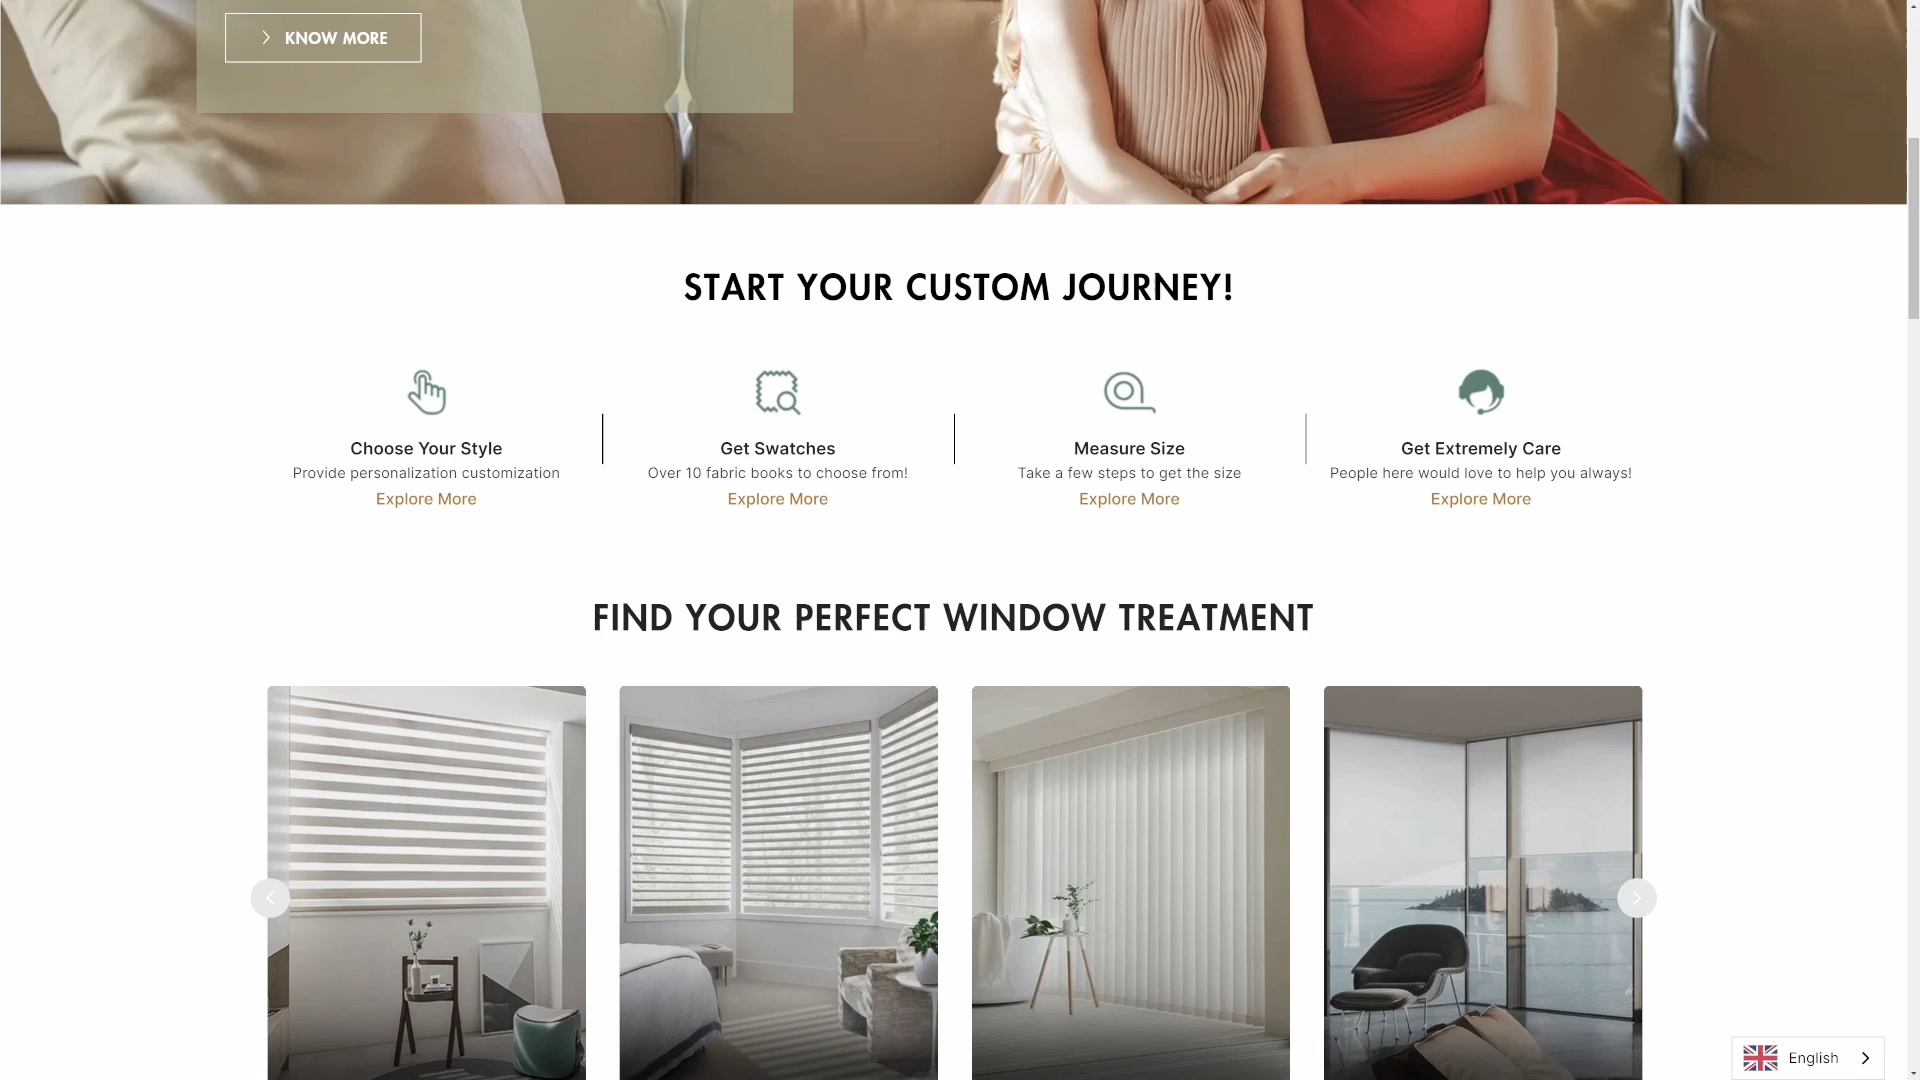 KNOW MORE
START YOUR CUSTOM JOURNEY!
Choose Your Style
Provide personalization customization
Explore More
Get Swatches
Over 10 fabric books to choose from!
Explore More
Measure Size
Take a few steps to get the size
Explore More
Get Extremely Care
People here would love to help you always!
Explore More
FIND YOUR PERFECT WINDOW TREATMENT
English